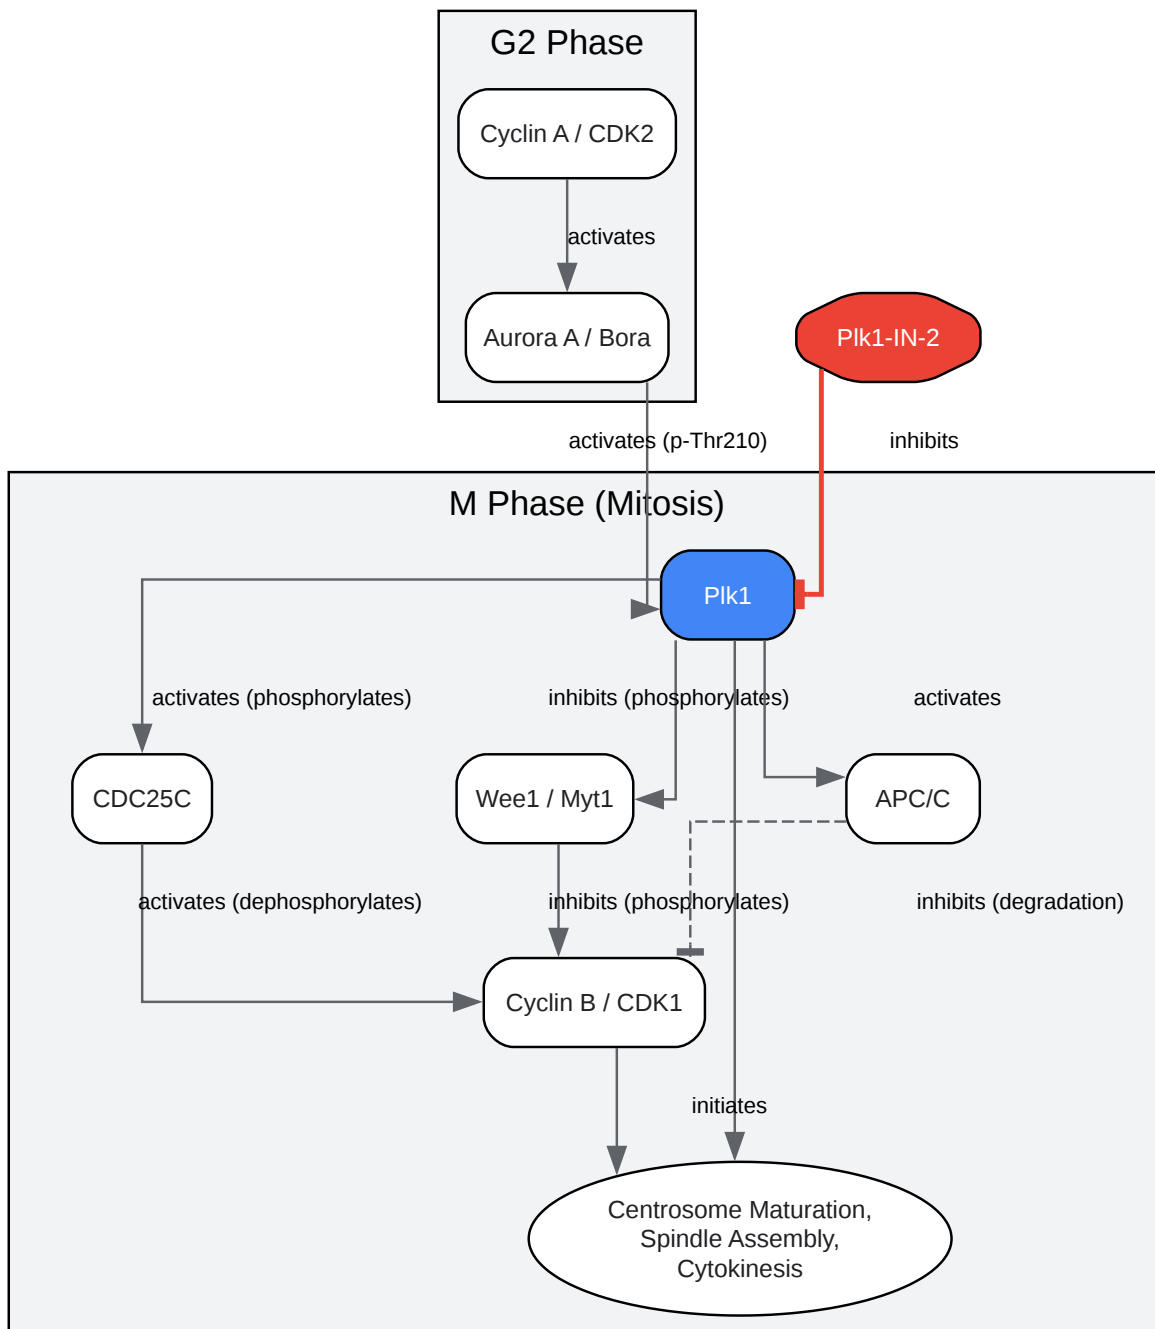 G2 Phase
Cyclin A / CDK2
activates
Aurora A / Bora
Plk1-IN-2
activates (p-Thr210)
inhibits
M Phase (Mitosis)
Plk1
activates (phosphorylates)
inhibits (phosphorylates)
activates
CDC25C
Wee1 / Myt1
APC/C
activates (dephosphorylates)
inhibits (phosphorylates)
inhibits (degradation)
Cyclin B / CDK1
initiates
Centrosome Maturation,
Spindle Assembly,
Cytokinesis